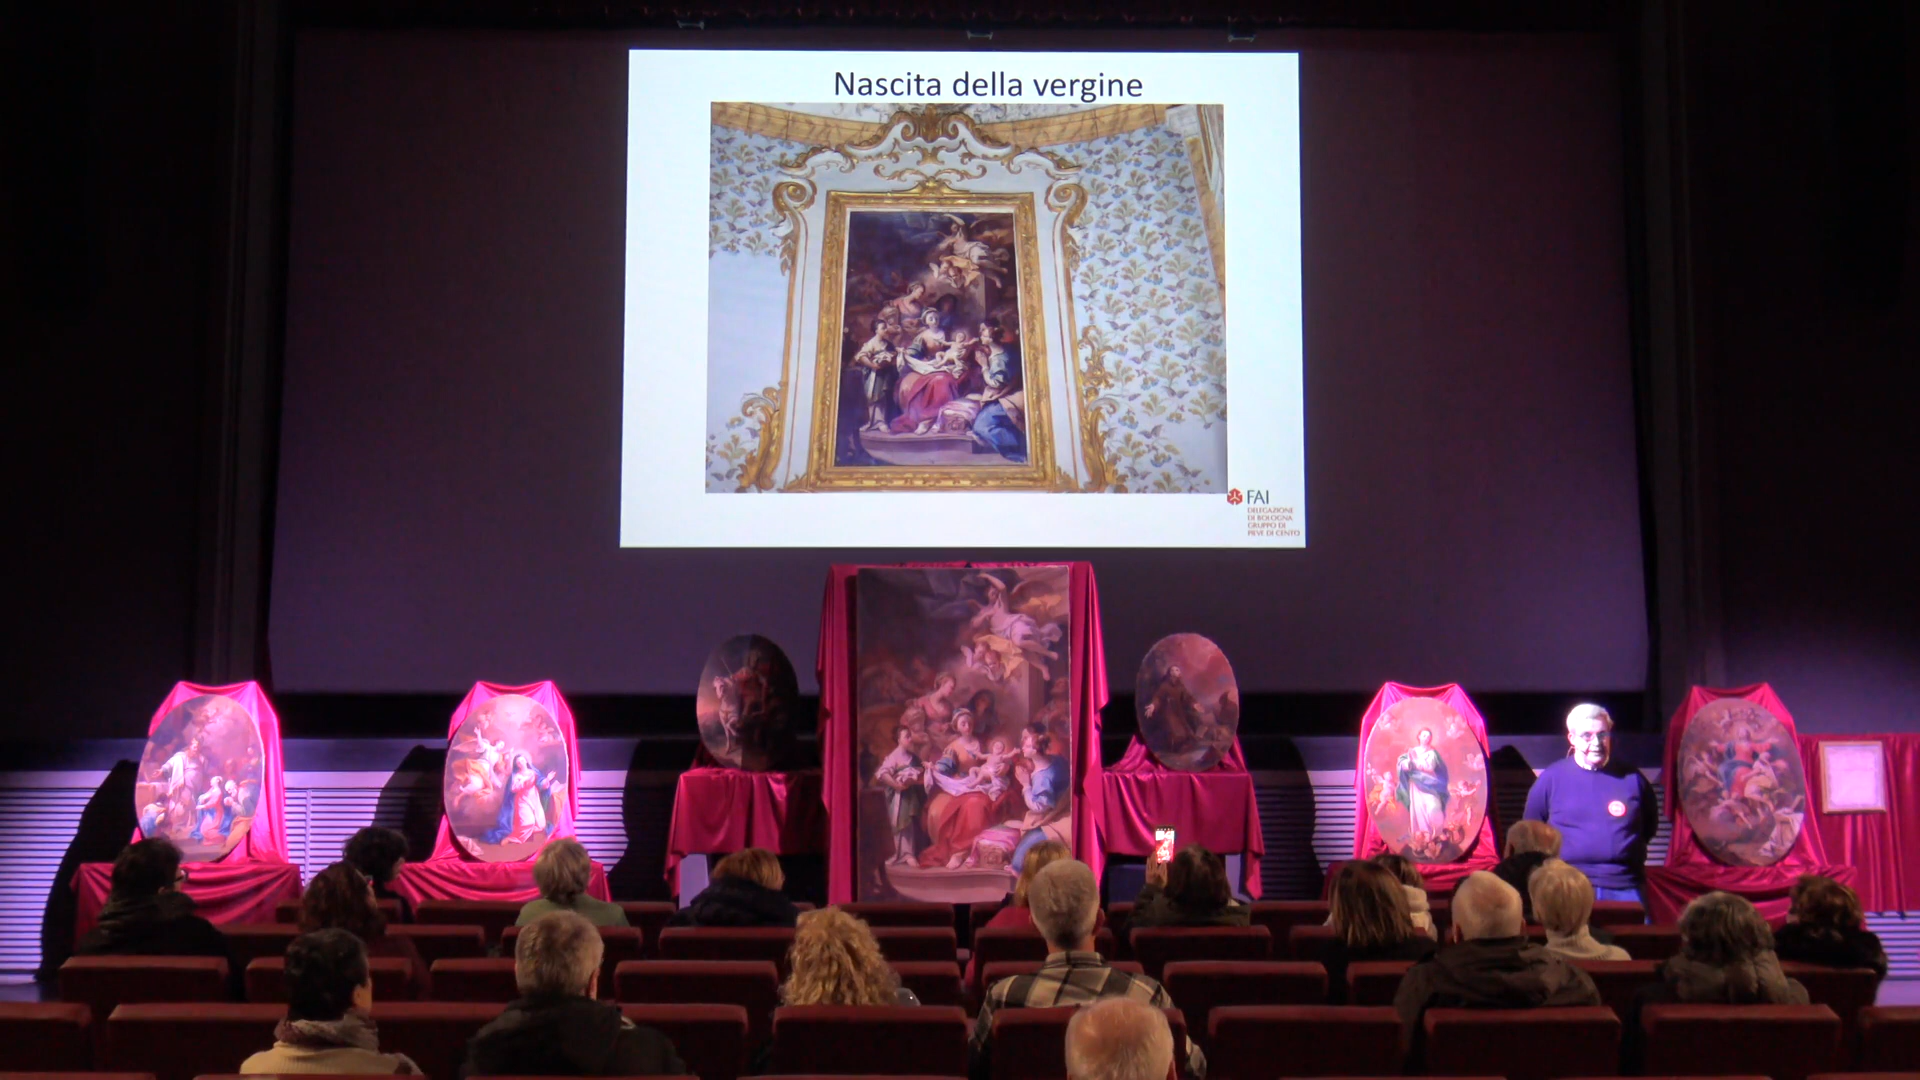 Nascita della vergine
FAI
DELEGAZIONE
DI BOLOGNA
GRUPPO DI
PIEVE DI CENTO